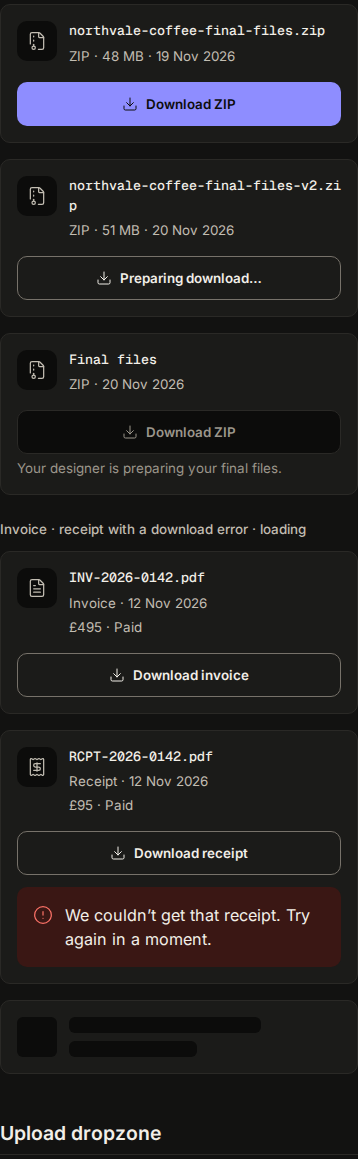 northvale-coffee-final-files.zip
ZIP · 48 MB · 19 Nov 2026
Download ZIP
northvale-coffee-final-files-v2.zi
p
ZIP · 51 MB · 20 Nov 2026
Preparing download…
Final files
ZIP · 20 Nov 2026
Download ZIP
Your designer is preparing your final files.
Invoice · receipt with a download error · loading
INV-2026-0142.pdf
Invoice · 12 Nov 2026
£495 · Paid
Download invoice
RCPT-2026-0142.pdf
Receipt · 12 Nov 2026
£95 · Paid
Download receipt
We couldn’t get that receipt. Try
again in a moment.
Upload dropzone